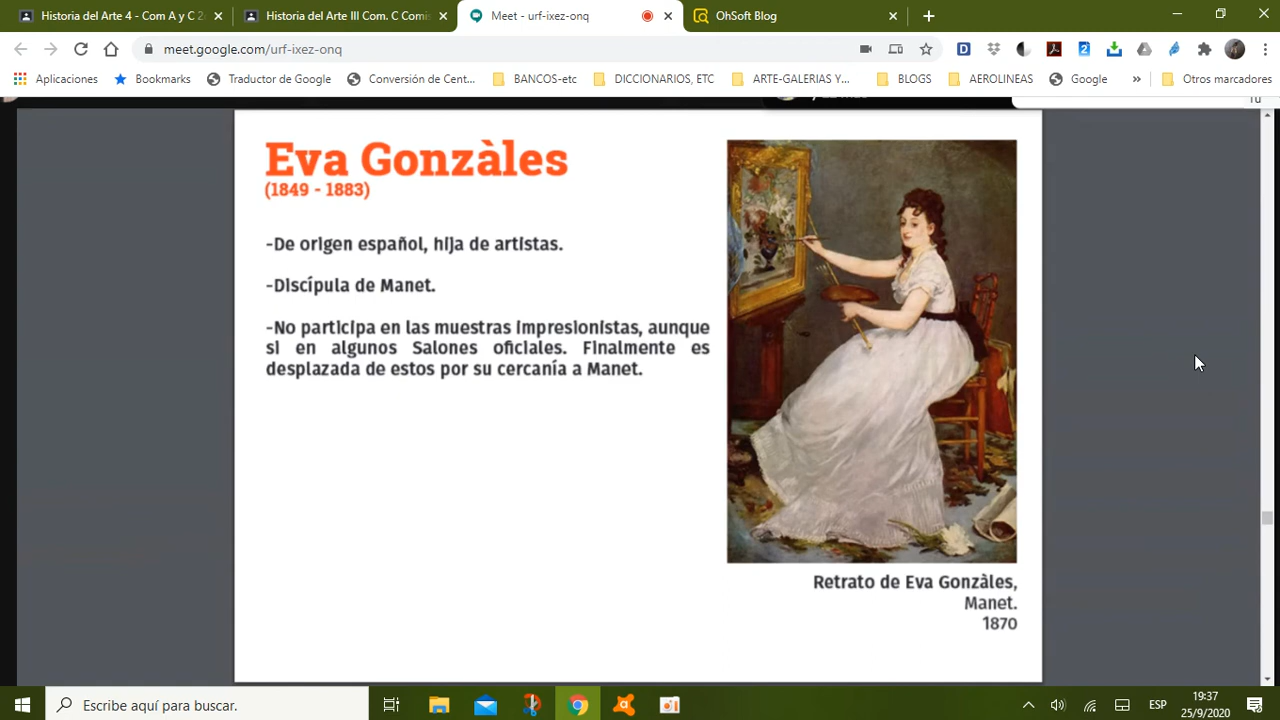 Historia del Arte 4 - Com A y C 2
Historia del Arte III Com. C Comis
Meet - urf-ixez-onq
OhSoft Blog
meet.google.com/urf-ixez-onq
Aplicaciones
Bookmarks
Traductor de Google
Conversión de Cent...
BANCOS-etc
DICCIONARIOS, ETC
ARTE-GALERIAS Y...
BLOGS
AEROLINEAS
Google
»
Otros marcadores
Tú
Eva Gonzàles
(1849 - 1883)
-De origen español, hija de artistas.
-Discípula de Manet.
-No participa en las muestras impresionistas, aunque
si en algunos Salones oficiales. Finalmente es
desplazada de estos por su cercanía a Manet.
Retrato de Eva Gonzàles,
Manet.
1870
Escribe aquí para buscar.
ESP
19:37
25/9/2020